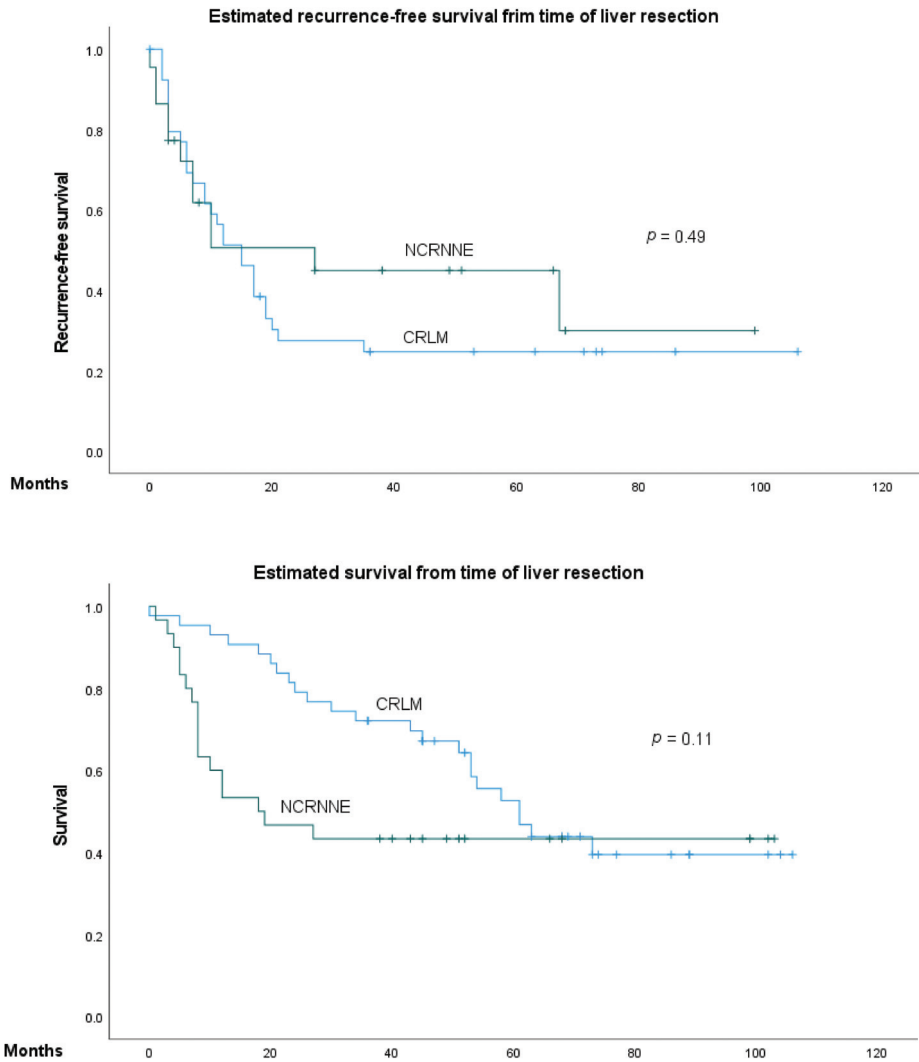 Estimated recurrence-free survival frim time of liver resection
1.0
0.8
0.6
0.4
0.2
0.0
Recurrence-free survival
NCRNNE
CRLM
p = 0.49
Months
0 20 40 60 80 100 120
Estimated survival from time of liver resection
1.0
0.8
0.6
0.4
0.2
0.0
Survival
CRLM
NCRNNE
p = 0.11
Months
0 20 40 60 80 100 120